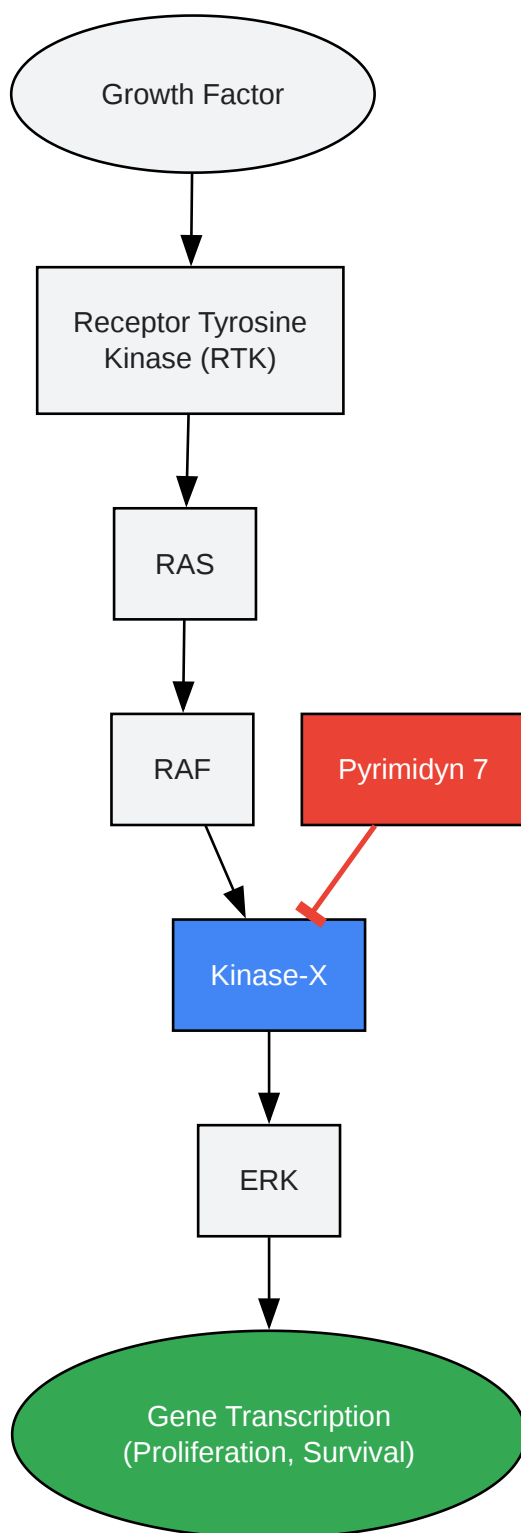 Growth Factor
Receptor Tyrosine
Kinase (RTK)
RAS
RAF
Pyrimidyn 7
Kinase-X
ERK
Gene Transcription
(Proliferation, Survival)